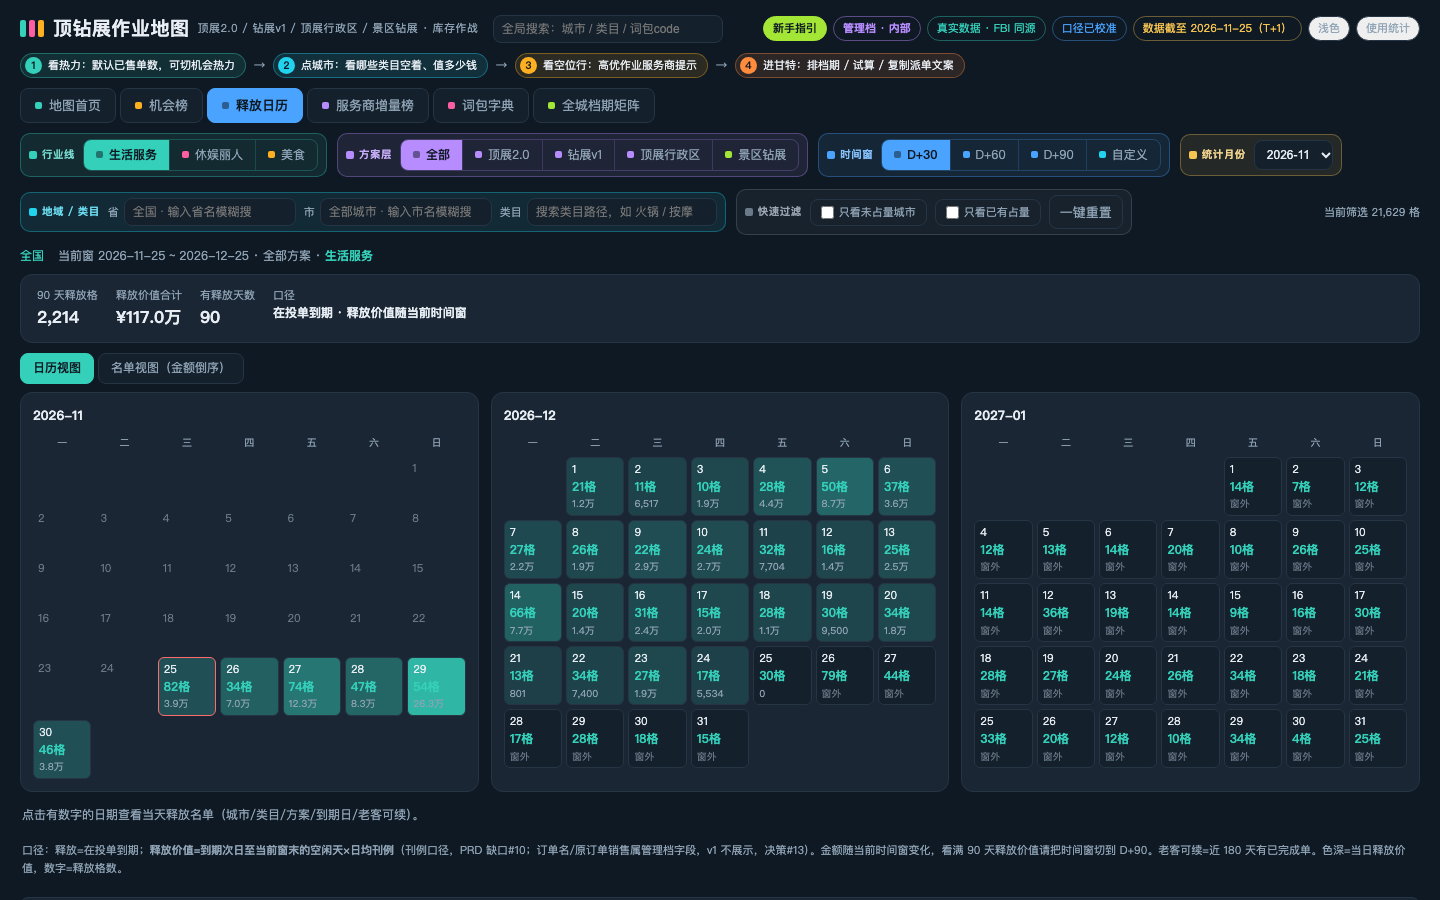 顶钻展作业地图 顶展2.0 / 钻展v1 / 顶展行政区 / 景区钻展 · 库存作战 全局搜索：城市 / 类目 / 词包code 新手指引 管理档 · 内部 真实数据 · FBI 同源 口径已校准 数据截至 2026-11-25（T+1） 浅色 使用统计
1 看热力：默认已售单数，可切机会热力 → 2 点城市：看哪些类目空着、值多少钱 → 3 看空位行：高优作业服务商提示 → 4 进甘特：排档期 / 试算 / 复制派单文案
地图首页 机会榜 释放日历 服务商增量榜 词包字典 全城档期矩阵
行业线 生活服务 休娱丽人 美食 方案层 全部 顶展2.0 钻展v1 顶展行政区 景区钻展 时间窗 D+30 D+60 D+90 自定义 统计月份 2026-11
地域 / 类目 省 全国 · 输入省名模糊搜 市 全部城市 · 输入市名模糊搜 类目 搜索类目路径，如 火锅 / 按摩 快速过滤 只看未占量城市 只看已有占量 一键重置 当前筛选 21,629 格
全国 当前窗 2026-11-25 ~ 2026-12-25 · 全部方案 · 生活服务
90 天释放格 释放价值合计 有释放天数 口径
2,214 ¥117.0万 90 在投单到期 · 释放价值随当前时间窗
日历视图 名单视图（金额倒序）
2026-11
一 二 三 四 五 六 日
1
2 3 4 5 6 7 8
9 10 11 12 13 14 15
16 17 18 19 20 21 22
23 24 25 26 27 28 29
82格 34格 74格 47格 54格
3.9万 7.0万 12.3万 8.3万 26.3万
30
46格
3.8万
2026-12
一 二 三 四 五 六 日
1 2 3 4 5 6
21格 11格 10格 28格 50格 37格
1.2万 6,517 1.9万 4.4万 8.7万 3.6万
7 8 9 10 11 12 13
27格 26格 22格 24格 32格 16格 25格
2.2万 1.9万 2.9万 2.7万 7,704 1.4万 2.5万
14 15 16 17 18 19 20
66格 20格 31格 15格 28格 30格 34格
7.7万 1.4万 2.4万 2.0万 1.1万 9,500 1.8万
21 22 23 24 25 26 27
13格 34格 27格 17格 30格 79格 44格
801 7,400 1.9万 5,534 0 窗外 窗外
28 29 30 31
17格 28格 18格 15格
窗外 窗外 窗外 窗外
2027-01
一 二 三 四 五 六 日
1 2 3
14格 7格 12格
窗外 窗外 窗外
4 5 6 7 8 9 10
12格 13格 14格 20格 10格 26格 25格
窗外 窗外 窗外 窗外 窗外 窗外 窗外
11 12 13 14 15 16 17
14格 36格 19格 14格 9格 16格 30格
窗外 窗外 窗外 窗外 窗外 窗外 窗外
18 19 20 21 22 23 24
28格 27格 24格 26格 34格 18格 21格
窗外 窗外 窗外 窗外 窗外 窗外 窗外
25 26 27 28 29 30 31
33格 20格 12格 10格 34格 4格 25格
窗外 窗外 窗外 窗外 窗外 窗外 窗外
点击有数字的日期查看当天释放名单（城市/类目/方案/到期日/老客可续）。
口径：释放=在投单到期；释放价值=到期次日至当前窗末的空闲天×日均刊例（刊例口径，PRD 缺口#10；订单名/原订单销售属管理档字段，v1 不展示，决策#13）。金额随当前时间窗变化，看满 90 天释放价值请把时间窗切到 D+90。老客可续=近 180 天有已完成单。色深=当日释放价
值，数字=释放格数。